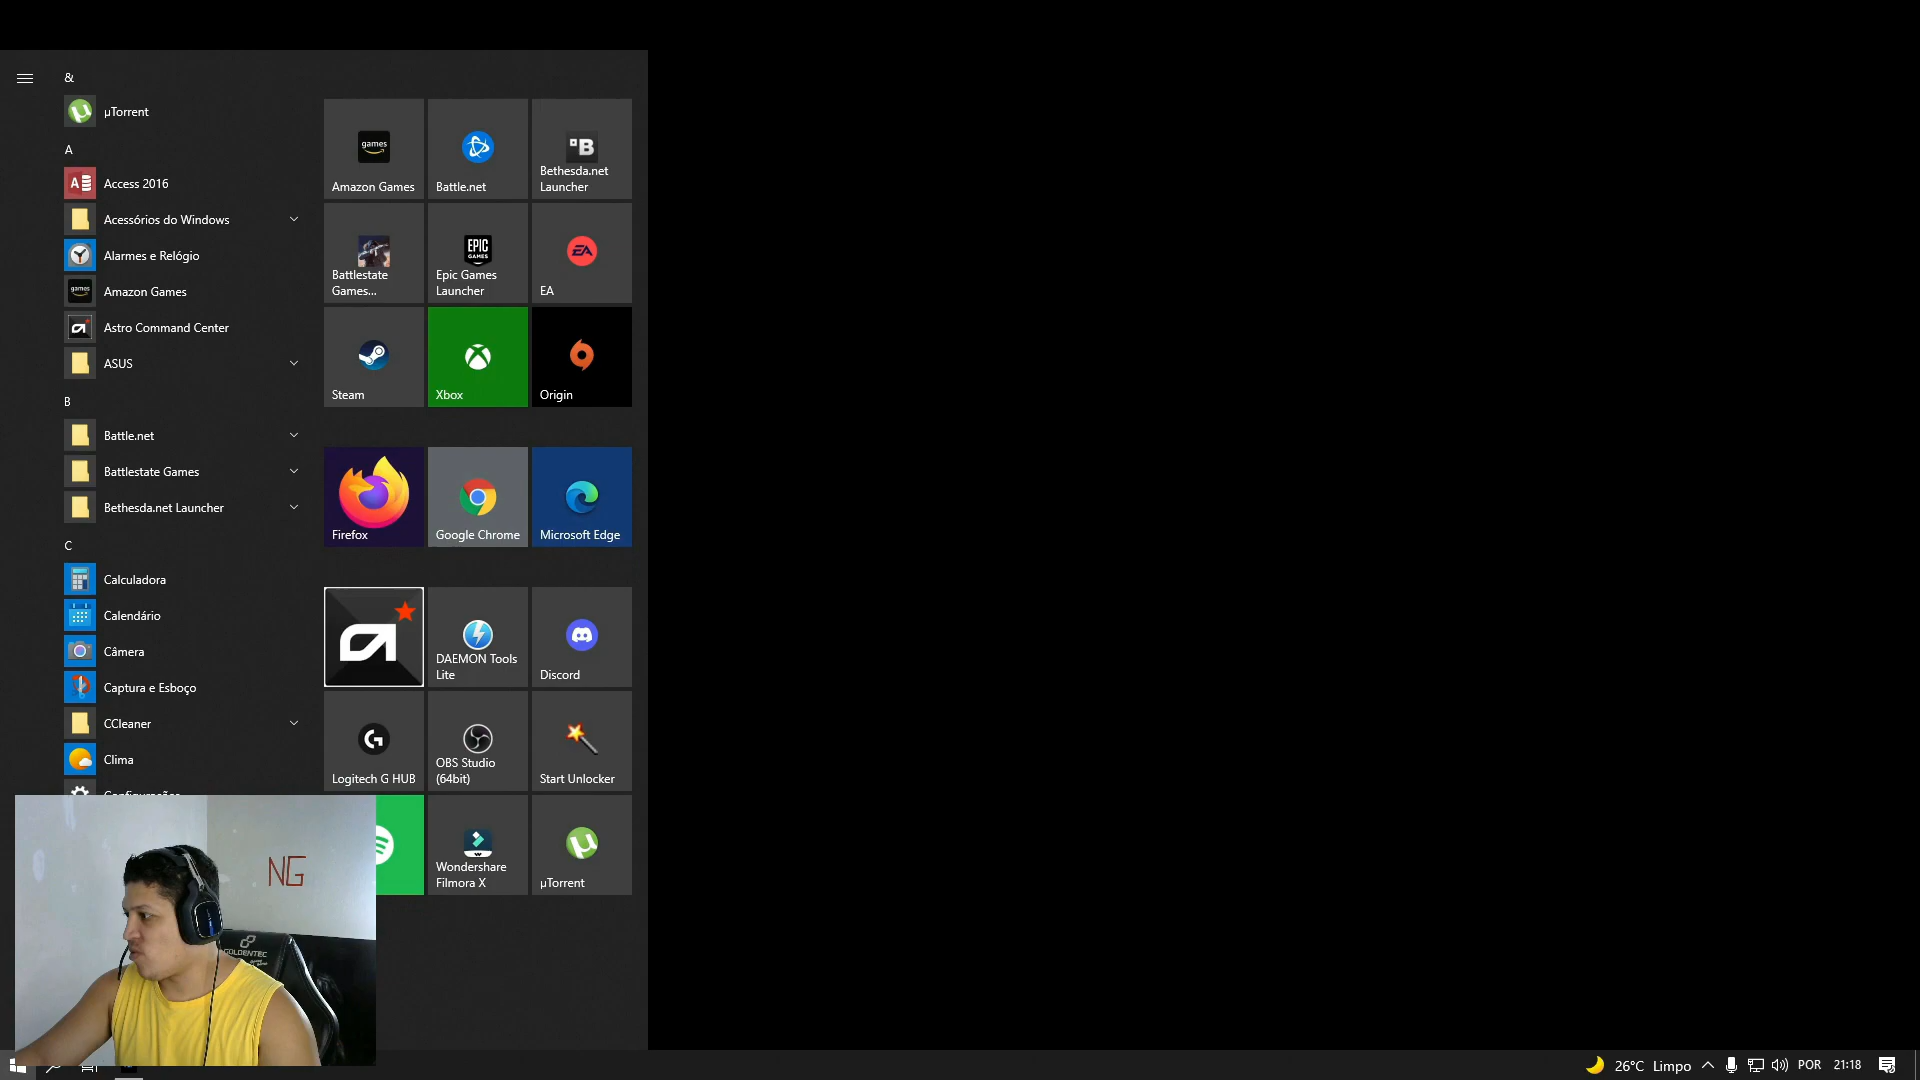 &
µTorrent
A
Access 2016
Acessórios do Windows
Alarmes e Relógio
games
Amazon Games
Astro Command Center
ASUS
B
Battle.net
Battlestate Games
Bethesda.net Launcher
C
Calculadora
Calendário
Câmera
Captura e Esboço
CCleaner
Clima
games
Amazon Games
Battle.net
B
Bethesda.net
Launcher
Battlestate
Games...
EPIC
GAMES
Epic Games
Launcher
EA
EA
Steam
Xbox
Origin
Firefox
Google Chrome
Microsoft Edge
DAEMON Tools
Lite
Discord
Logitech G HUB
OBS Studio
(64bit)
Start Unlocker
Wondershare
Filmora X
µTorrent
NG
GOLDENTEC
26°C Limpo
POR
21:18